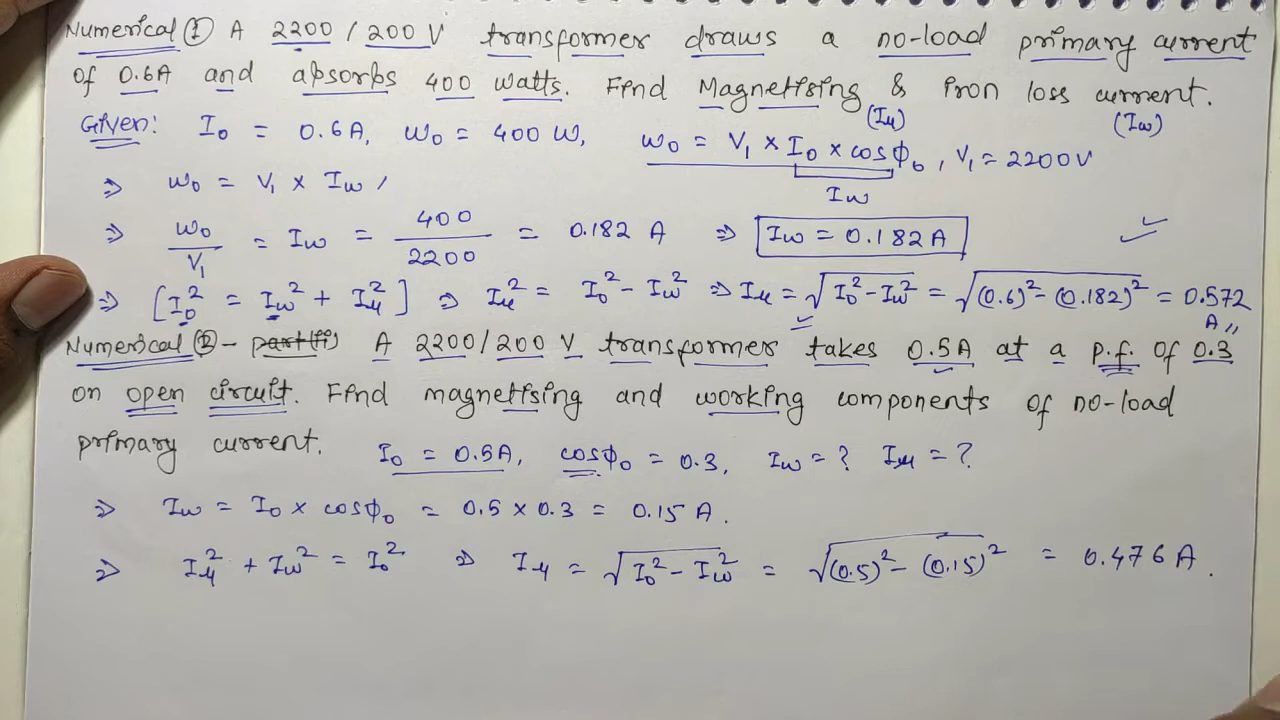 Numerical ① A 2200/200 V transformer draws a no-load primary current
of 0.6A and absorbs 400 watts. Find Magnetising & iron loss current.
(Iμ) (Iw)
Given: I₀ = 0.6A, W₀ = 400 W, W₀ = V₁ × I₀ × cosϕ₀, V₁ = 2200V
Iw
⇒ W₀ = V₁ × Iw,
⇒ W₀/V₁ = Iw = 400/2200 = 0.182 A ⇒ Iw = 0.182A
⇒ [I₀² = Iw² + Iμ²] ⇒ Iμ² = I₀² - Iw² ⇒ Iμ = √(I₀² - Iw²) = √((0.6)² - (0.182)²) = 0.572
A,,
Numerical ② - part(ii) A 2200/200 V transformer takes 0.5A at a p.f. of 0.3
on open circuit. Find magnetising and working components of no-load
primary current. I₀ = 0.5A, cosϕ₀ = 0.3, Iw = ? Iμ = ?
⇒ Iw = I₀ × cosϕ₀ = 0.5 × 0.3 = 0.15 A.
⇒ Iμ² + Iw² = I₀² ⇒ Iμ = √(I₀² - Iw²) = √((0.5)² - (0.15)²) = 0.476 A.